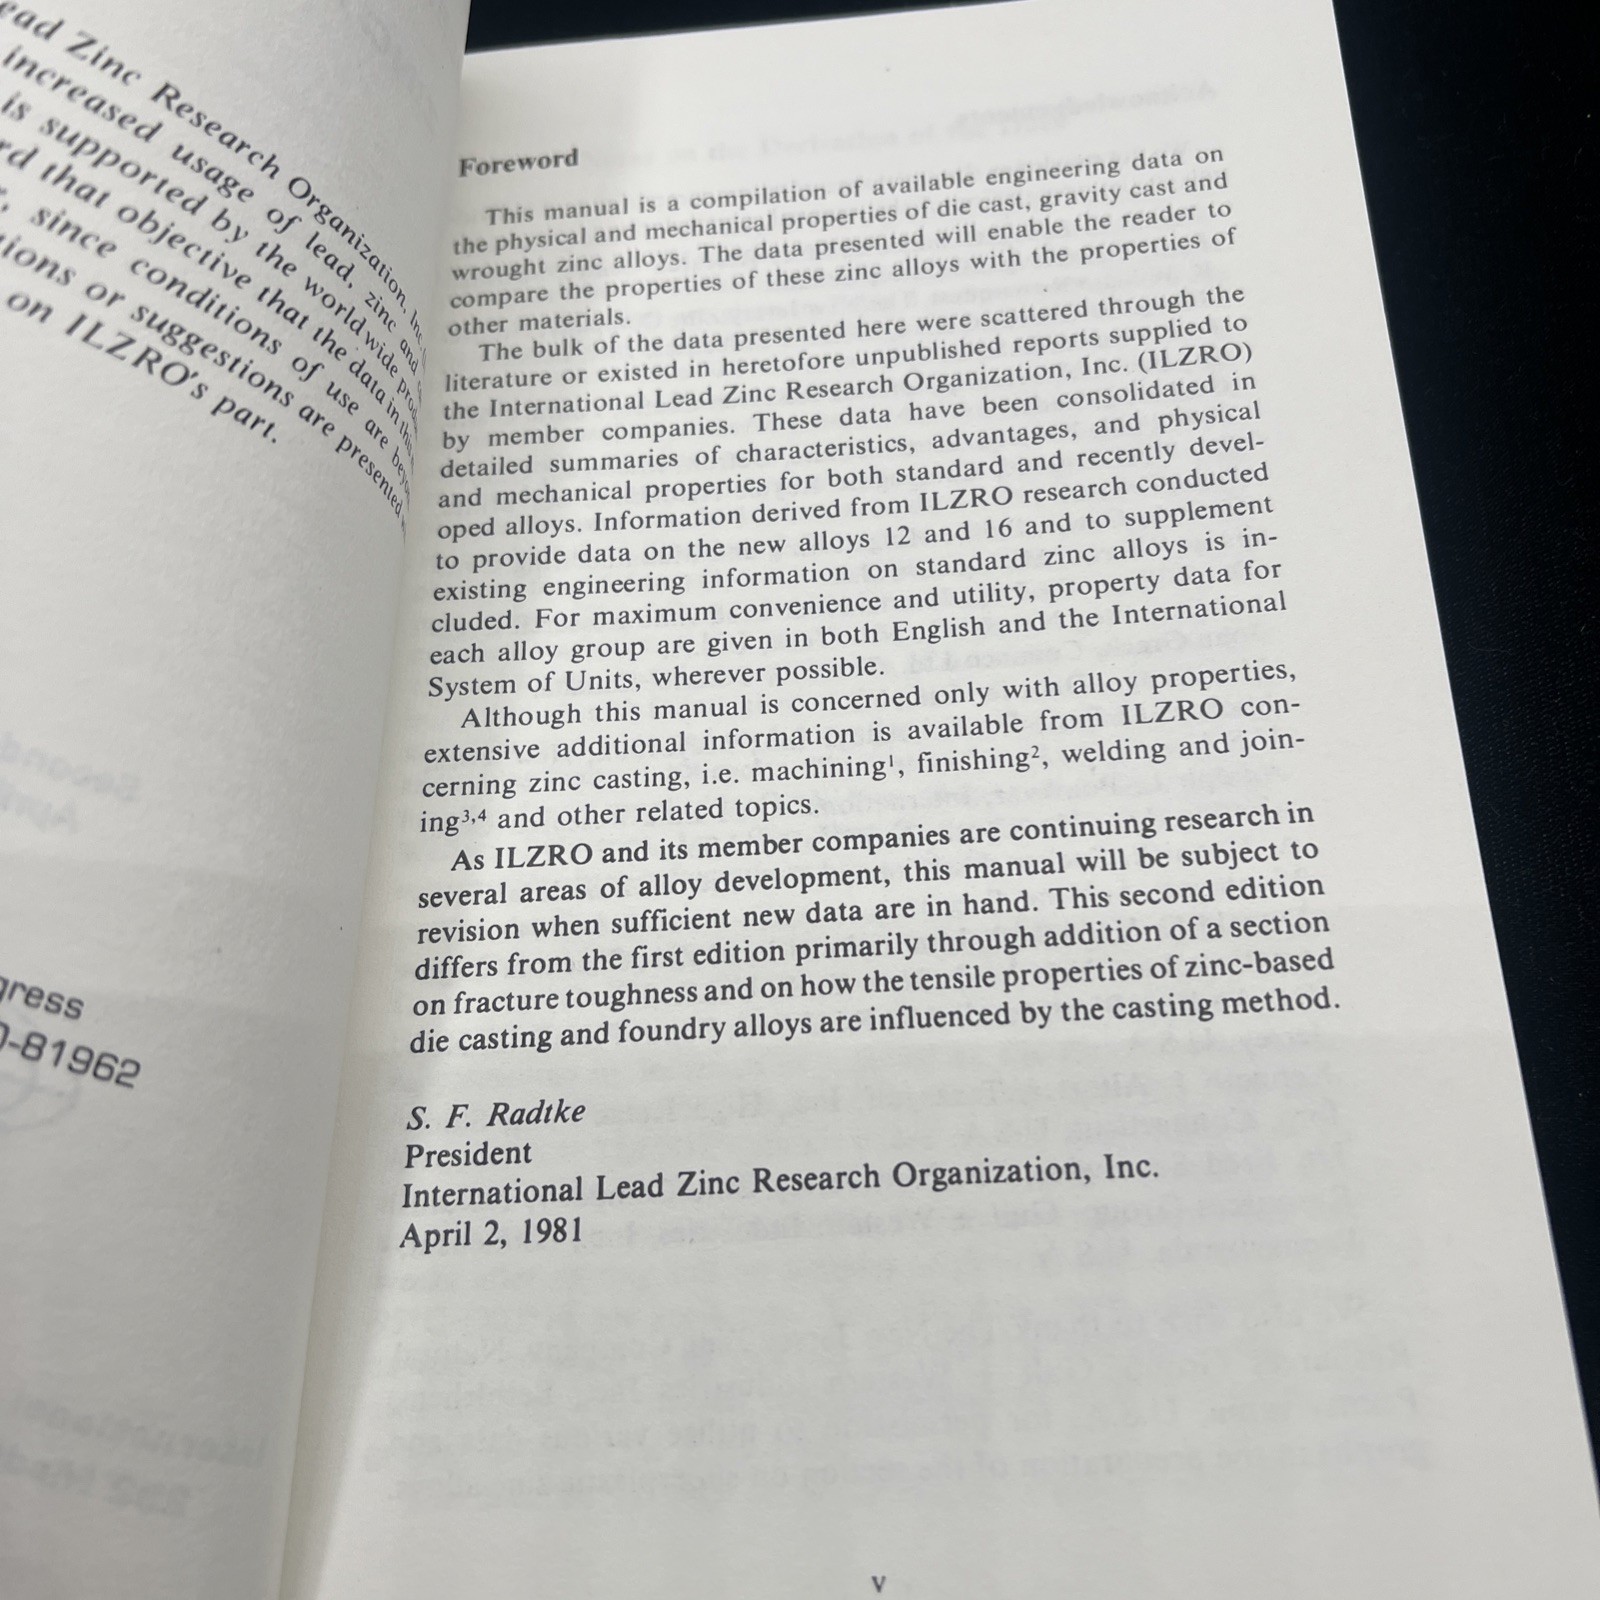 ead Zinc Research Organization,
increased usage of lead, zinc and
is supported by the worldwide
rd that objective that the data in this
since conditions of use are
ions or suggestions are presented
on ILZRO's part.
gress
-81962
Foreword
This manual is a compilation of available engineering data on
the physical and mechanical properties of die cast, gravity cast and
wrought zinc alloys. The data presented will enable the reader to
compare the properties of these zinc alloys with the properties of
other materials.
The bulk of the data presented here were scattered through the
literature or existed in heretofore unpublished reports supplied to
the International Lead Zinc Research Organization, Inc. (ILZRO)
by member companies. These data have been consolidated in
detailed summaries of characteristics, advantages, and physical
and mechanical properties for both standard and recently devel-
oped alloys. Information derived from ILZRO research conducted
to provide data on the new alloys 12 and 16 and to supplement
existing engineering information on standard zinc alloys is in-
cluded. For maximum convenience and utility, property data for
each alloy group are given in both English and the International
System of Units, wherever possible.
Although this manual is concerned only with alloy properties,
extensive additional information is available from ILZRO con-
cerning zinc casting, i.e. machining¹, finishing², welding and join-
ing³,⁴ and other related topics.
As ILZRO and its member companies are continuing research in
several areas of alloy development, this manual will be subject to
revision when sufficient new data are in hand. This second edition
differs from the first edition primarily through addition of a section
on fracture toughness and on how the tensile properties of zinc-based
die casting and foundry alloys are influenced by the casting method.
S. F. Radtke
President
International Lead Zinc Research Organization, Inc.
April 2, 1981
v